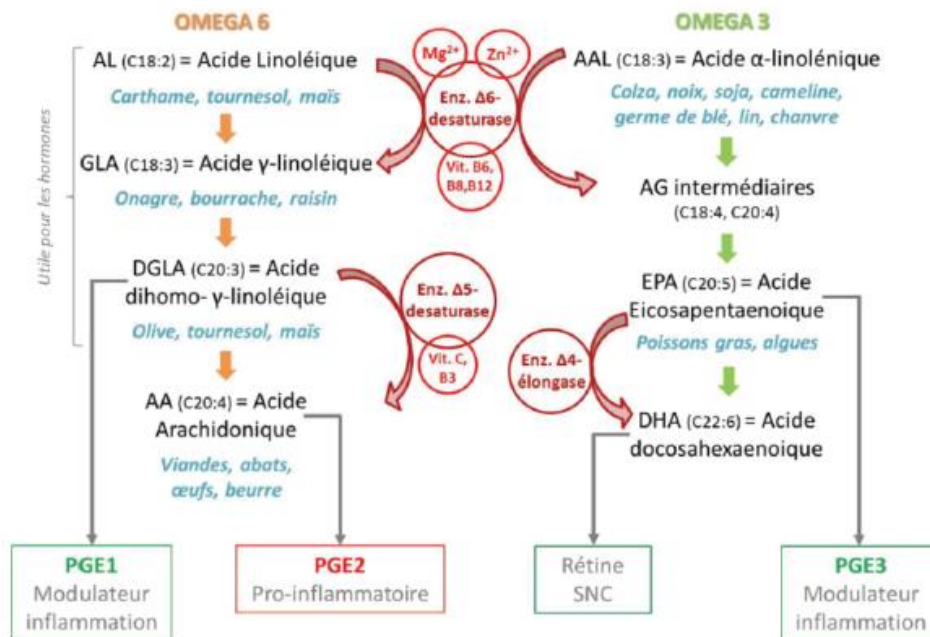 OMEGA 6
AL (C18:2) = Acide Linoléique
Carthame, tournesol, maïs
GLA (C18:3) = Acide γ-linoléique
Onagre, bourrache, raisin
DGLA (C20:3) = Acide
dihomo- γ-linoléique
Olive, tournesol, maïs
AA (C20:4) = Acide
Arachidonique
Viandes, abats,
œufs, beurre
Utile pour les hormones
Mg²⁺
Zn²⁺
Enz. Δ6-
desaturase
Vit. B6,
B8,B12
Enz. Δ5-
desaturase
Vit. C,
B3
Enz. Δ4-
élongase
OMEGA 3
AAL (C18:3) = Acide α-linolénique
Colza, noix, soja, cameline,
germe de blé, lin, chanvre
AG intermédiaires
(C18:4, C20:4)
EPA (C20:5) = Acide
Eicosapentaenoique
Poissons gras, algues
DHA (C22:6) = Acide
docosahexaenoique
PGE1
Modulateur
inflammation
PGE2
Pro-inflammatoire
Rétine
SNC
PGE3
Modulateur
inflammation